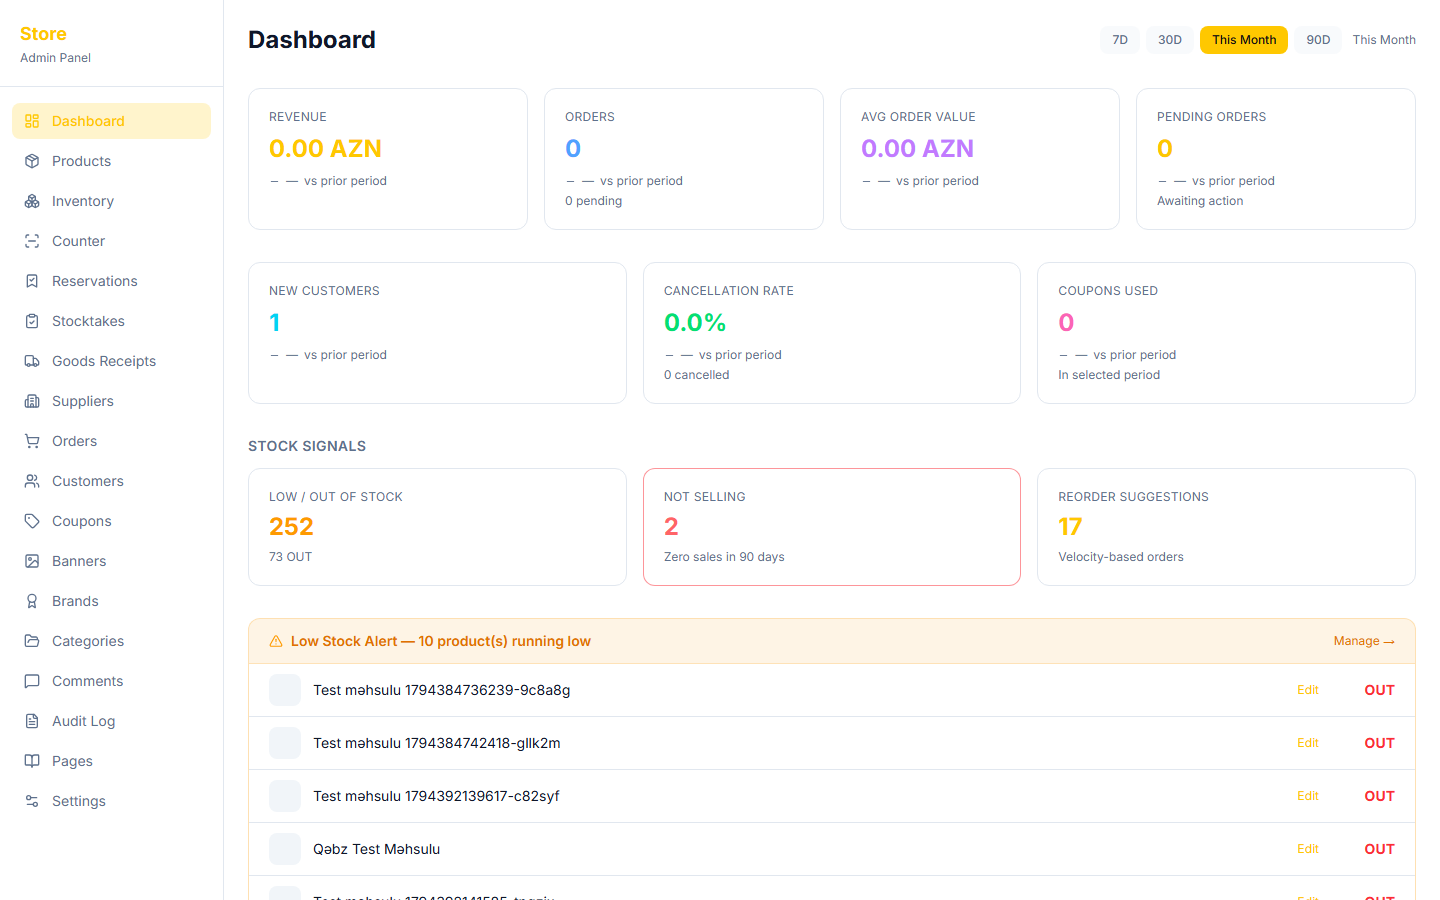 Store
Admin Panel
Dashboard
Products
Inventory
Counter
Reservations
Stocktakes
Goods Receipts
Suppliers
Orders
Customers
Coupons
Banners
Brands
Categories
Comments
Audit Log
Pages
Settings
Dashboard
7D 30D This Month 90D This Month
REVENUE
0.00 AZN
– — vs prior period
ORDERS
0
– — vs prior period
0 pending
AVG ORDER VALUE
0.00 AZN
– — vs prior period
PENDING ORDERS
0
– — vs prior period
Awaiting action
NEW CUSTOMERS
1
– — vs prior period
CANCELLATION RATE
0.0%
– — vs prior period
0 cancelled
COUPONS USED
0
– — vs prior period
In selected period
STOCK SIGNALS
LOW / OUT OF STOCK
252
73 OUT
NOT SELLING
2
Zero sales in 90 days
REORDER SUGGESTIONS
17
Velocity-based orders
Low Stock Alert — 10 product(s) running low Manage →
Test məhsulu 1794384736239-9c8a8g Edit OUT
Test məhsulu 1794384742418-gllk2m Edit OUT
Test məhsulu 1794392139617-c82syf Edit OUT
Qəbz Test Məhsulu Edit OUT
Test məhsulu Edit OUT